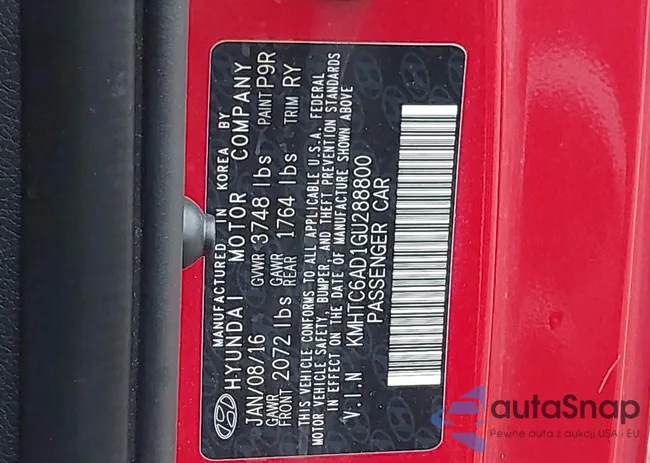 MANUFACTURED IN KOREA BY
HYUNDAI MOTOR COMPANY
JAN/08/16 GVWR 3748 lbs PAINT P9R
GAWR FRONT 2072 lbs GAWR REAR 1764 lbs TRIM RY
THIS VEHICLE CONFORMS TO ALL APPLICABLE U.S.A. FEDERAL
MOTOR VEHICLE SAFETY, BUMPER, AND THEFT PREVENTION STANDARDS
IN EFFECT ON THE DATE OF MANUFACTURE SHOWN ABOVE
V.I.N KMHTC6AD1GU288800
PASSENGER CAR
autaSnap
Pewne auta z aukcji USA i EU